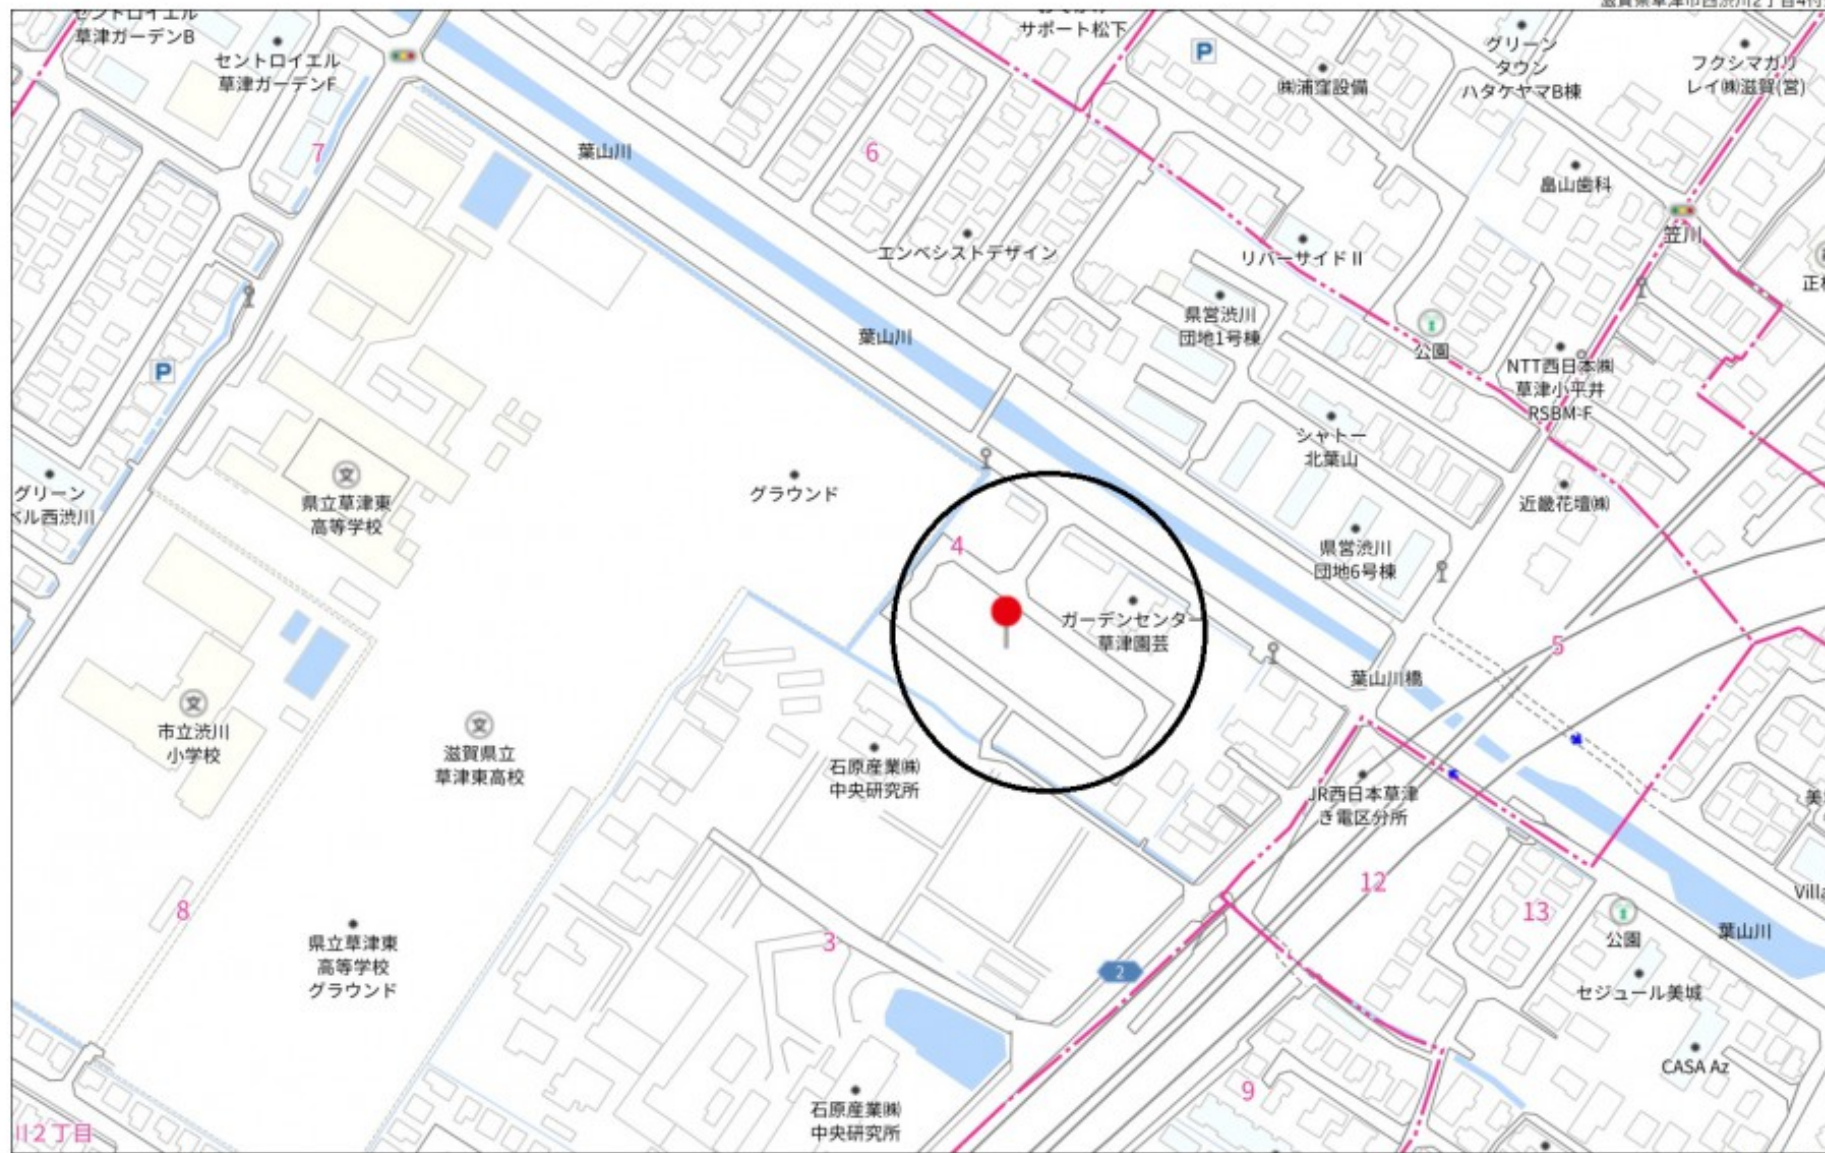 草津ガーデンB
セントロイエル
草津ガーデンF
サポート松下
P
㈱浦窪設備
グリーン
タウン
ハタケヤマB棟
フクシマガリ
レイ㈱滋賀(営)
7
葉山川
6
畠山歯科
エンベシストデザイン
リバーサイドⅡ
笠川
県営渋川
団地1号棟
葉山川
公園
NTT西日本㈱
草津小平井
RSBM-F
P
シャトー
北葉山
グリーン
ベル西渋川
文
県立草津東
高等学校
グラウンド
近畿花壇㈱
4
県営渋川
団地6号棟
ガーデンセンター
草津園芸
5
葉山川橋
文
市立渋川
小学校
文
滋賀県立
草津東高校
石原産業㈱
中央研究所
JR西日本草津
き電区分所
12
13
8
県立草津東
高等学校
グラウンド
3
2
公園
葉山川
セジュール美城
CASA Az
9
石原産業㈱
中央研究所
川2丁目